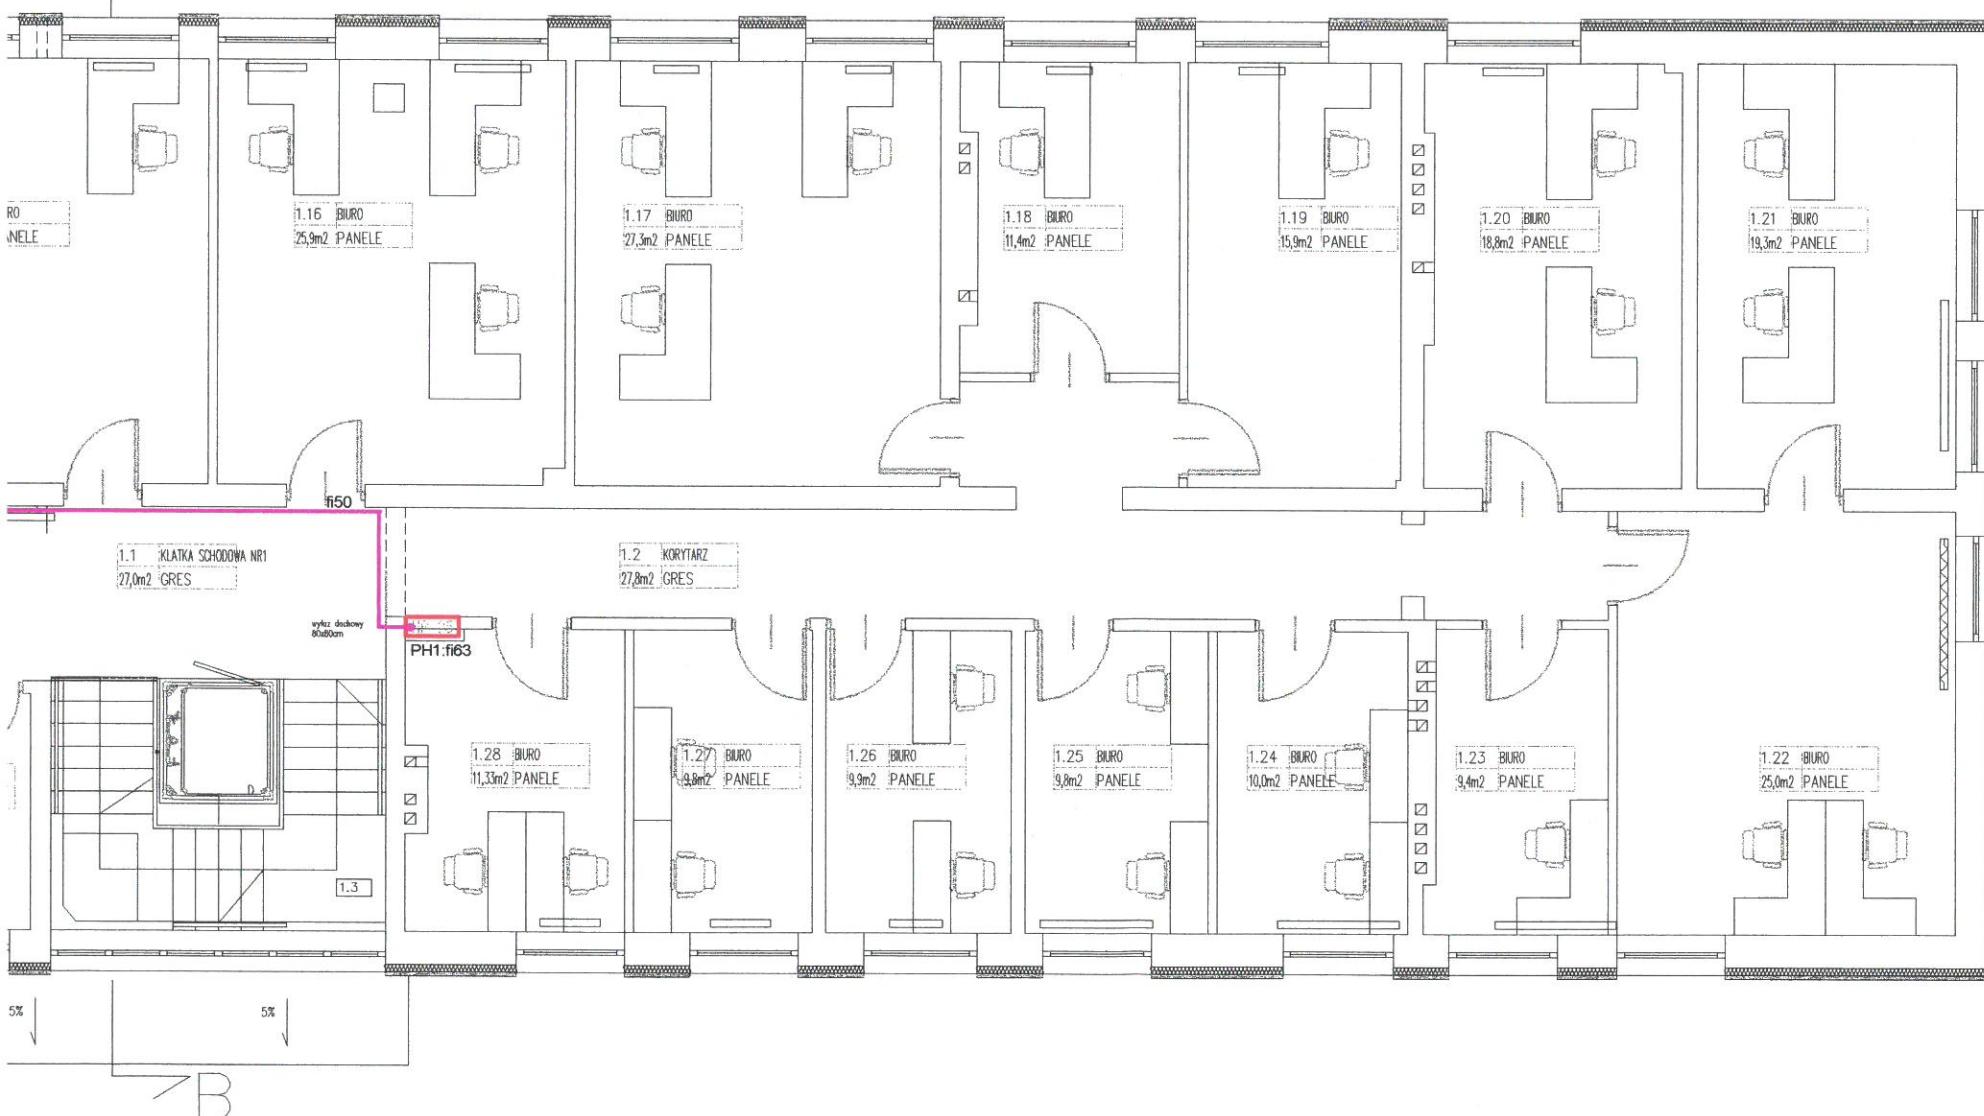 RO
NELE
1.16 BIURO
25,9m2 PANELE
1.17 BIURO
27,3m2 PANELE
1.18 BIURO
11,4m2 PANELE
1.19 BIURO
15,9m2 PANELE
1.20 BIURO
18,8m2 PANELE
1.21 BIURO
19,3m2 PANELE
fi50
1.1 KLATKA SCHODOWA NR1
27,0m2 GRES
1.2 KORYTARZ
27,8m2 GRES
wyłaz dachowy
80x80cm
PH1:fi63
1.28 BIURO
11,33m2 PANELE
1.27 BIURO
9,8m2 PANELE
1.26 BIURO
9,9m2 PANELE
1.25 BIURO
9,8m2 PANELE
1.24 BIURO
10,0m2 PANELE
1.23 BIURO
9,4m2 PANELE
1.22 BIURO
25,0m2 PANELE
D
1.3
5%
5%
B